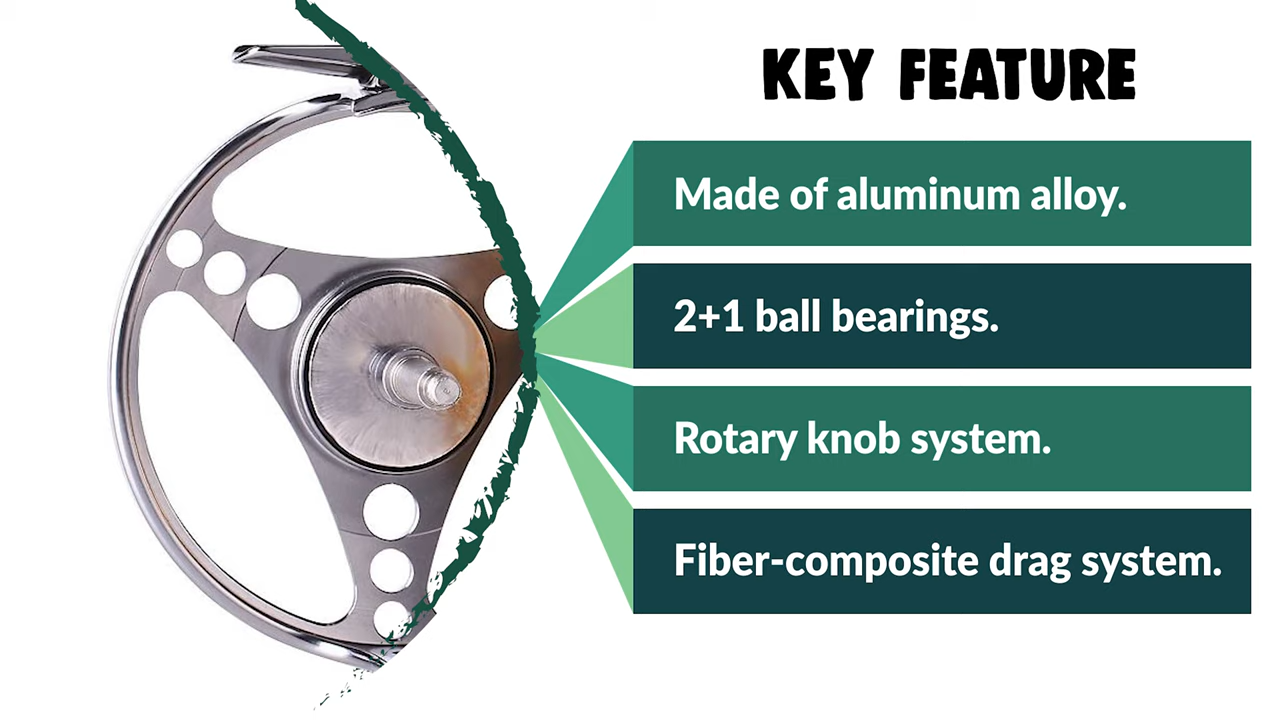 KEY FEATURE
Made of aluminum alloy.
2+1 ball bearings.
Rotary knob system.
Fiber-composite drag system.